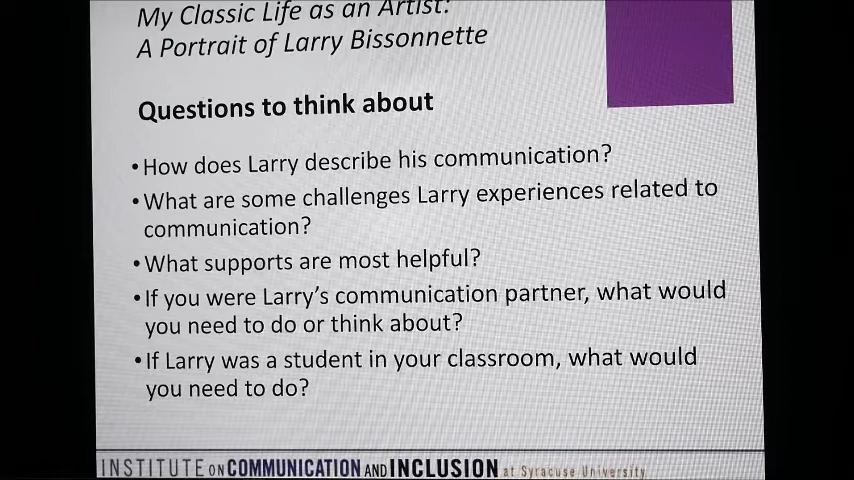 My Classic Life as an Artist:
A Portrait of Larry Bissonnette
Questions to think about
•How does Larry describe his communication?
•What are some challenges Larry experiences related to
communication?
•What supports are most helpful?
•If you were Larry's communication partner, what would
you need to do or think about?
•If Larry was a student in your classroom, what would
you need to do?
INSTITUTE ON COMMUNICATION AND INCLUSION at Syracuse University